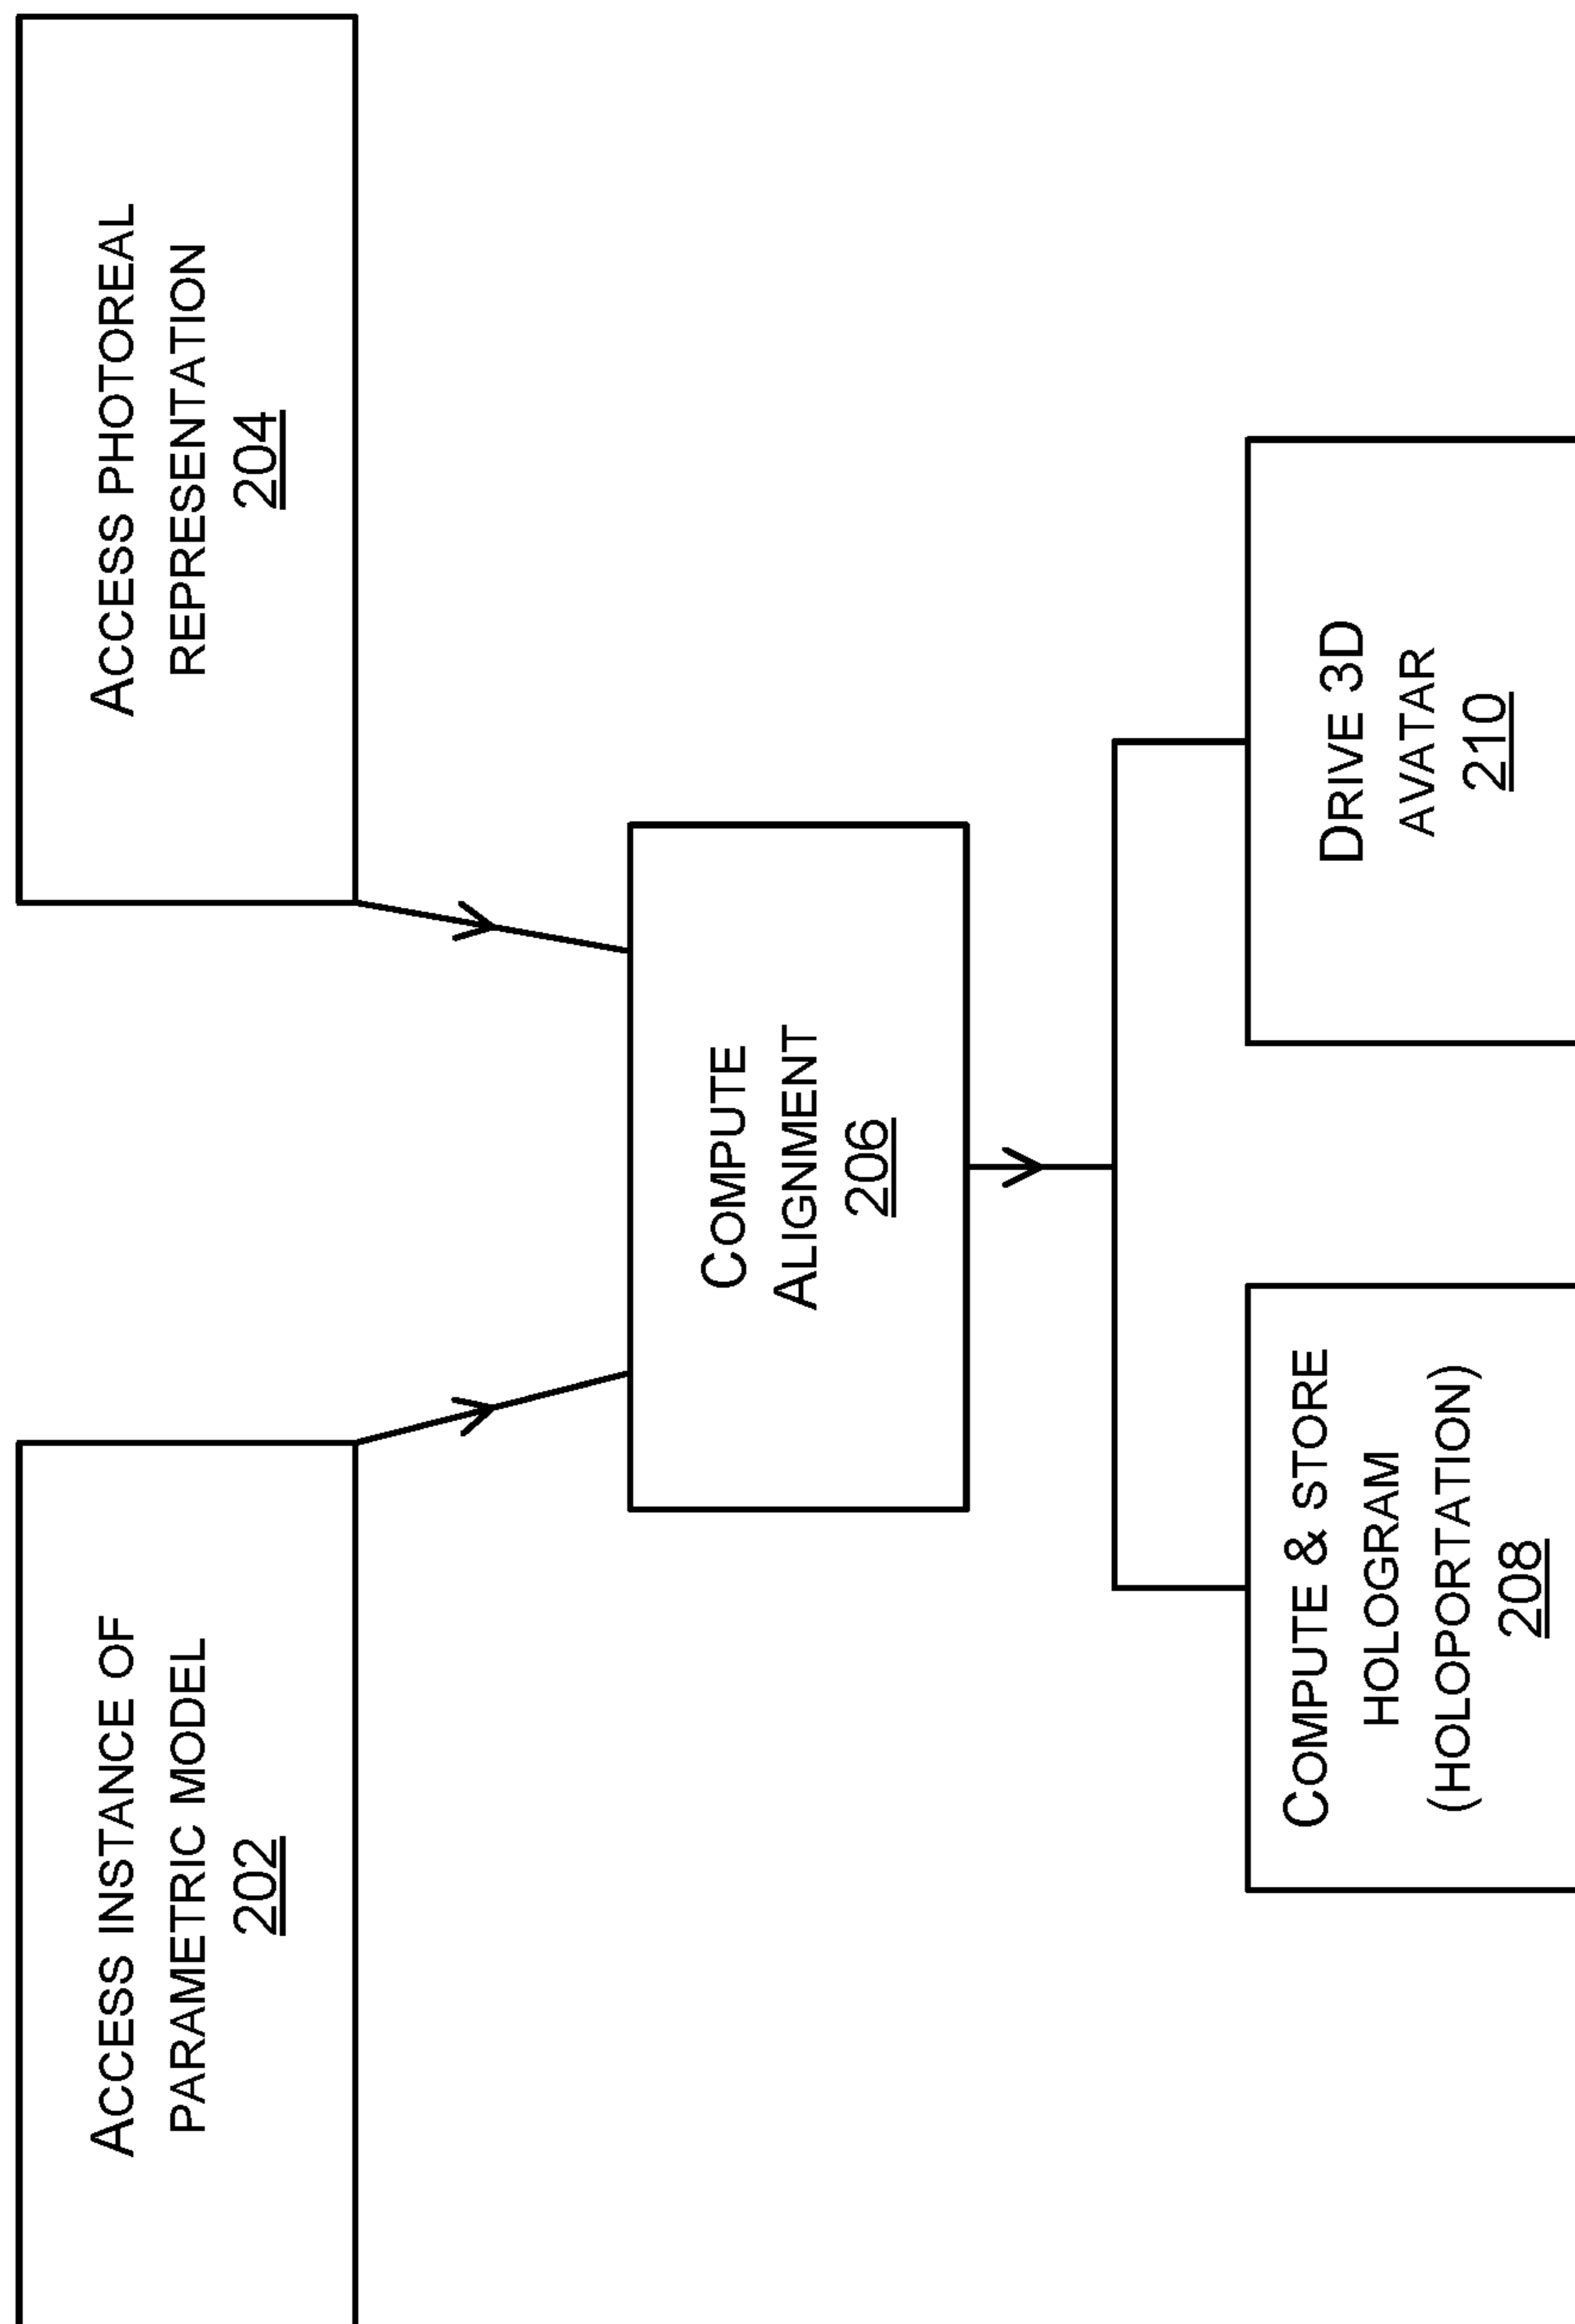 ACCESS INSTANCE OF
PARAMETRIC MODEL
202
ACCESS PHOTOREAL
REPRESENTATION
204
COMPUTE
ALIGNMENT
206
COMPUTE & STORE
HOLOGRAM
(HOLOPORTATION)
208
DRIVE 3D
AVATAR
210